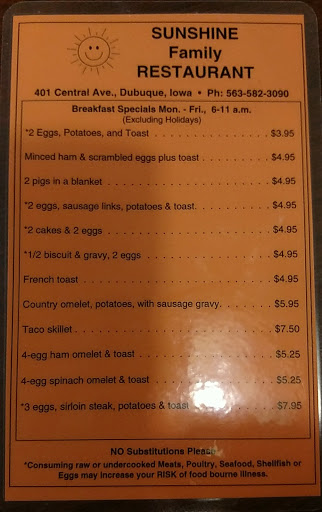 SUNSHINE
Family
RESTAURANT
401 Central Ave., Dubuque, Iowa • Ph: 563-582-3090
Breakfast Specials Mon. - Fri., 6-11 a.m.
(Excluding Holidays)
*2 Eggs, Potatoes, and Toast . . . . . . . . . . . . . . . . . . $3.95
Minced ham & scrambled eggs plus toast . . . . . . . . . . $4.95
2 pigs in a blanket . . . . . . . . . . . . . . . . . . . . . . . . . $4.95
*2 eggs, sausage links, potatoes & toast. . . . . . . . . . . $4.95
*2 cakes & 2 eggs . . . . . . . . . . . . . . . . . . . . . . . . . $4.95
*1/2 biscuit & gravy, 2 eggs . . . . . . . . . . . . . . . . . . . $4.95
French toast . . . . . . . . . . . . . . . . . . . . . . . . . . . . $4.95
Country omelet, potatoes, with sausage gravy. . . . . . . $5.95
Taco skillet . . . . . . . . . . . . . . . . . . . . . . . . . . . . . $7.50
4-egg ham omelet & toast . . . . . . . . . . . . . . . . . . . $5.25
4-egg spinach omelet & toast . . . . . . . . . . . . . . . . . $5.25
*3 eggs, sirloin steak, potatoes & toast . . . . . . . . . . . $7.95
NO Substitutions Please
*Consuming raw or undercooked Meats, Poultry, Seafood, Shellfish or
Eggs may increase your RISK of food bourne illness.